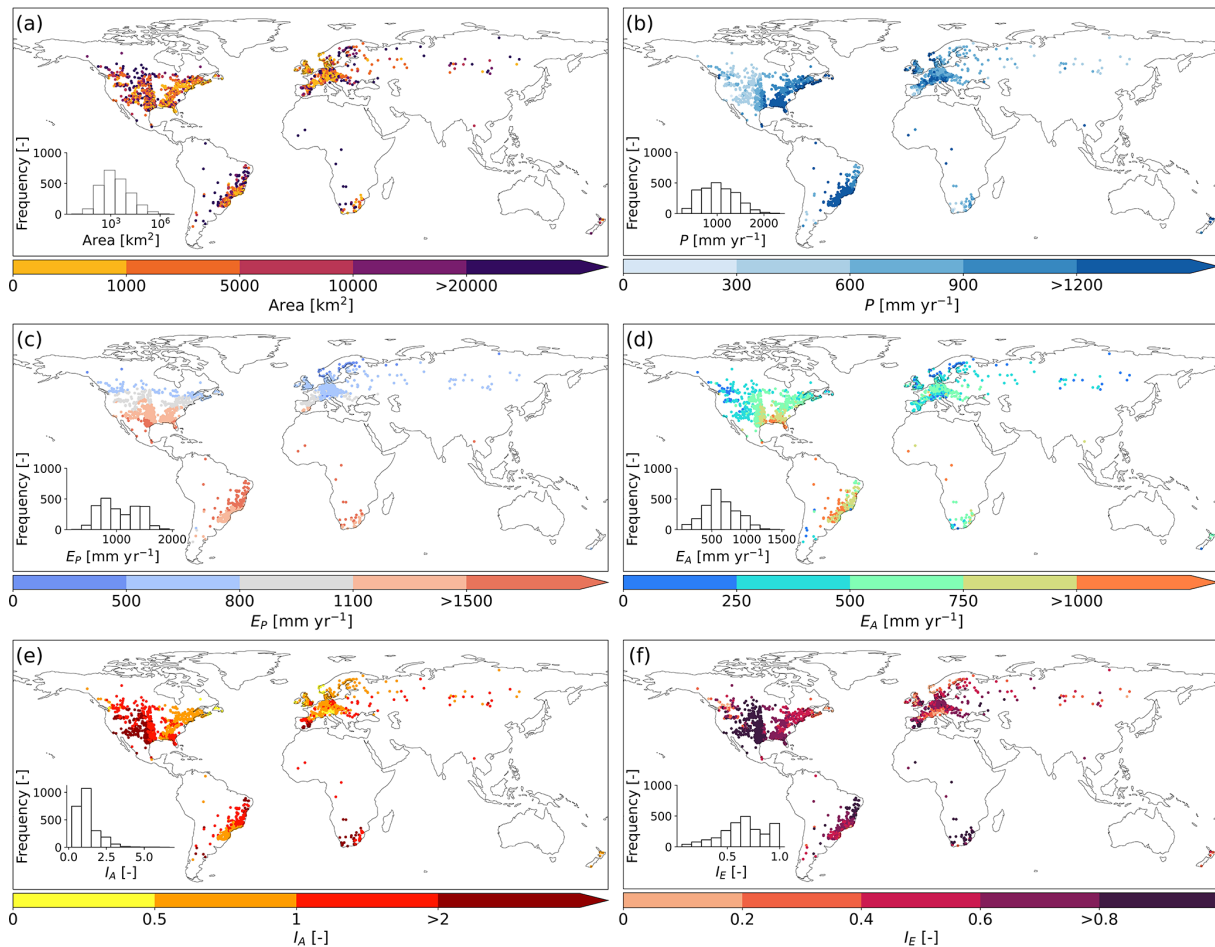 (a)
Frequency [-]
1000
500
0
10³ 10⁶
Area [km²]
0 1000 5000 10000 >20000
Area [km²]
(b)
Frequency [-]
1000
500
0
1000 2000
P [mm yr⁻¹]
0 300 600 900 >1200
P [mm yr⁻¹]
(c)
Frequency [-]
1000
500
0
1000 2000
E_P [mm yr⁻¹]
0 500 800 1100 >1500
E_P [mm yr⁻¹]
(d)
Frequency [-]
1000
500
0
500 1000 1500
E_A [mm yr⁻¹]
0 250 500 750 >1000
E_A [mm yr⁻¹]
(e)
Frequency [-]
1000
500
0
0.0 2.5 5.0
I_A [-]
0 0.5 1 >2
I_A [-]
(f)
Frequency [-]
1000
500
0
0.5 1.0
I_E [-]
0 0.2 0.4 0.6 >0.8
I_E [-]